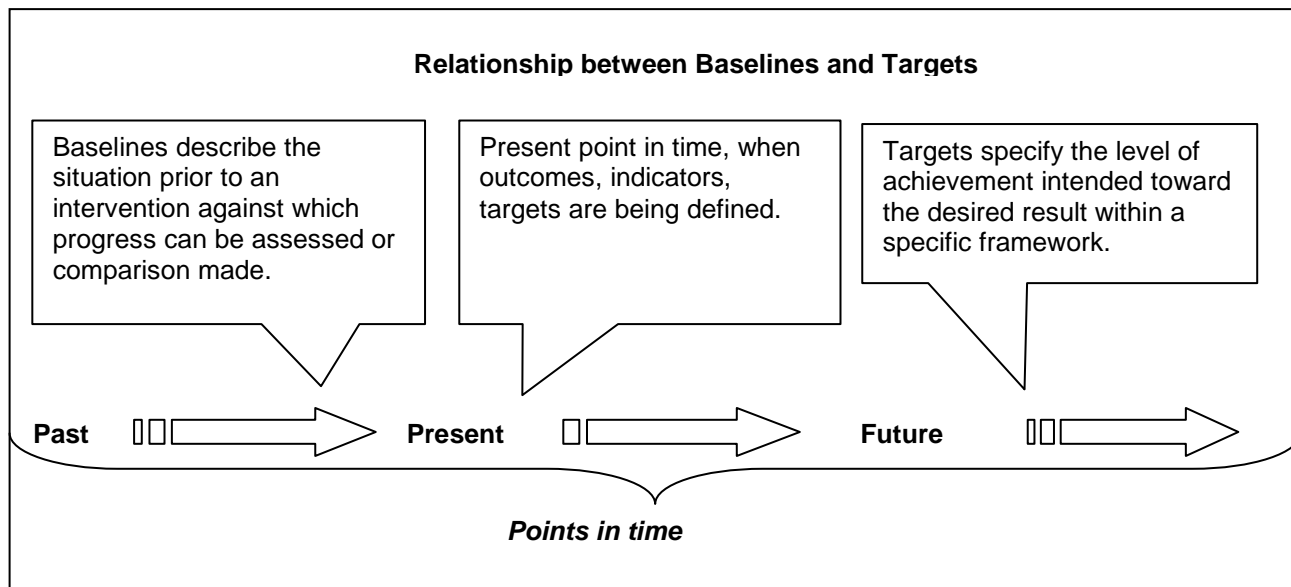 Relationship between Baselines and Targets
Baselines describe the
situation prior to an
intervention against which
progress can be assessed or
comparison made.
Present point in time, when
outcomes, indicators,
targets are being defined.
Targets specify the level of
achievement intended toward
the desired result within a
specific framework.
Past
Present
Future
Points in time